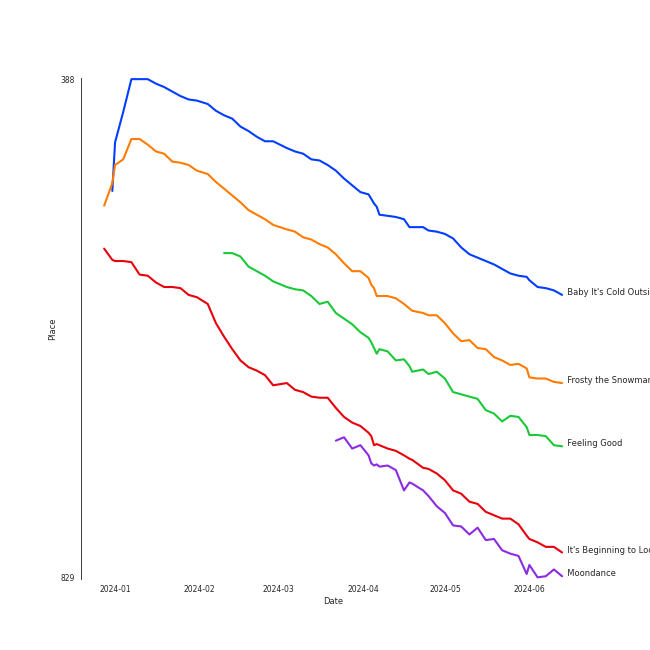 388
Baby It's Cold Outsi
Place
Frosty the Snowman
Feeling Good
It's Beginning to Loo
Moondance
829
2024-01 2024-02 2024-03 2024-04 2024-05 2024-06
Date